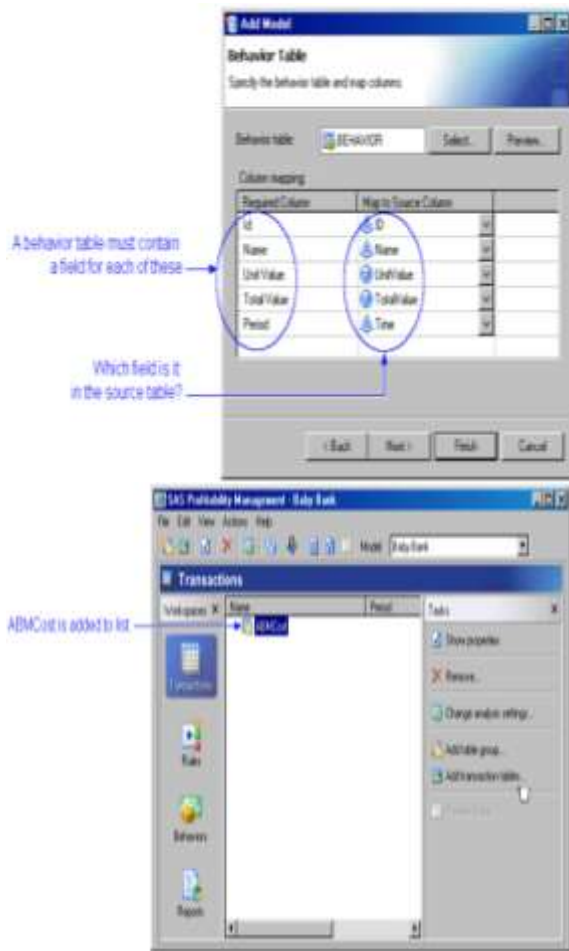 Add Model
Behavior Table
Specify the behavior table and map columns.
Behavior table: BEHAVIOR Select... Preview...
Column mapping
Required Column Map to Source Column
Id ID
Name Name
Unit Value UnitValue
Total Value TotalValue
Period Time
A behavior table must contain
a field for each of these
Which field is it
in the source table?
< Back Next > Finish Cancel
SAS Profitability Management - Baby Bank
File Edit View Actions Help
Model: Baby Bank
Transactions
Workspaces Name Period Tasks
ABMCost is added to list
ABMCost
Show properties
Transactions
Remove...
Change analysis settings...
Rules
Add table group...
Add transaction tables...
Behaviors
Reports